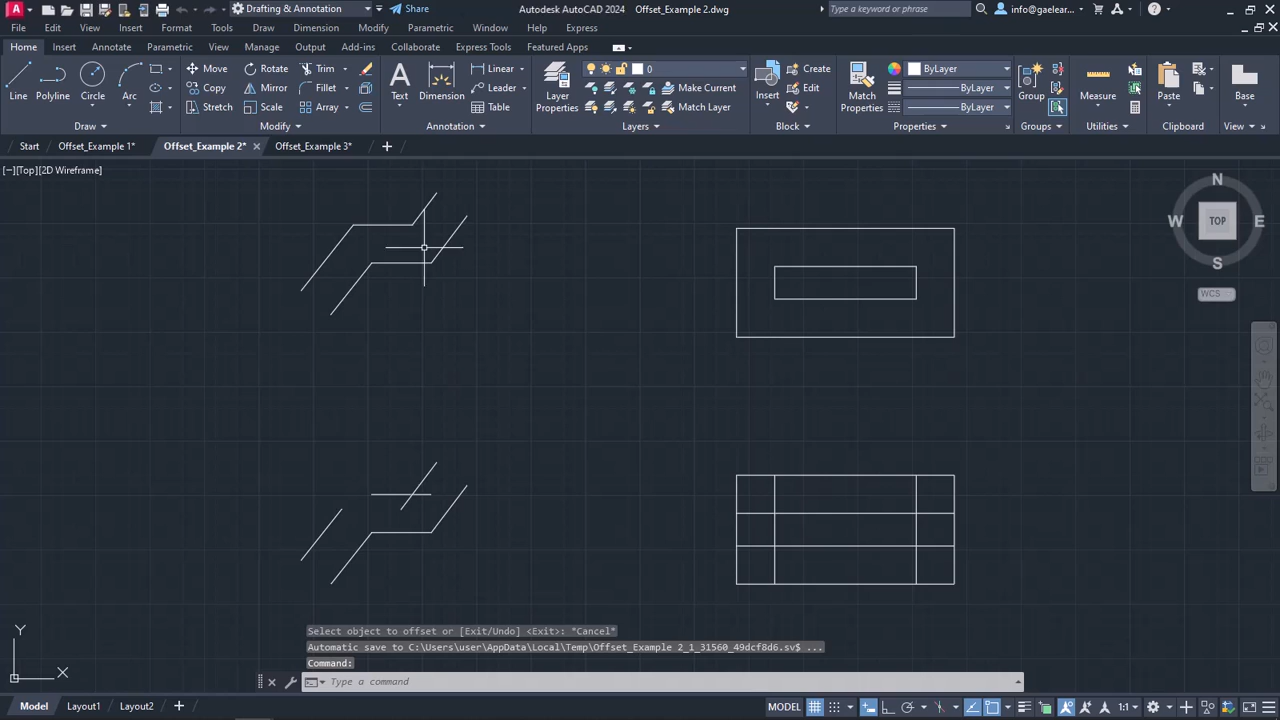 A Drafting & Annotation Share Autodesk AutoCAD 2024 Offset_Example 2.dwg Type a keyword or phrase info@gaelear...
File Edit View Insert Format Tools Draw Dimension Modify Parametric Window Help Express
Home Insert Annotate Parametric View Manage Output Add-ins Collaborate Express Tools Featured Apps
Line Polyline Circle Arc Move Rotate Trim Text Dimension Linear Layer Properties 0 Insert Create Match Properties ByLayer Group Measure Paste Base
Copy Mirror Fillet Leader Make Current Edit ByLayer
Stretch Scale Array Table Match Layer ByLayer
Draw Modify Annotation Layers Block Properties Groups Utilities Clipboard View
Start Offset_Example 1* Offset_Example 2* Offset_Example 3*
[−][Top][2D Wireframe]
N
W TOP E
S
WCS
Y
X
Select object to offset or [Exit/Undo] <Exit>: *Cancel*
Automatic save to C:\Users\user\AppData\Local\Temp\Offset_Example 2_1_31560_49dcf8d6.sv$ ...
Command:
Type a command
Model Layout1 Layout2 MODEL 1:1